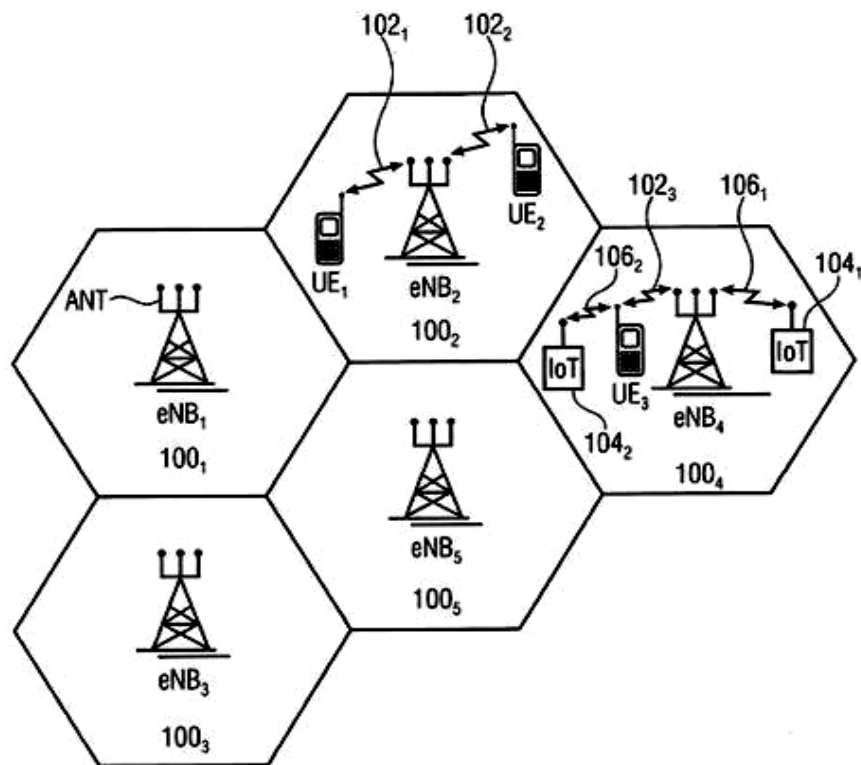 102₁
102₂
UE₁
eNB₂
UE₂
100₂
102₃
106₁
106₂
104₁
IoT
UE₃
eNB₄
IoT
104₂
100₄
ANT
eNB₁
100₁
eNB₅
100₅
eNB₃
100₃